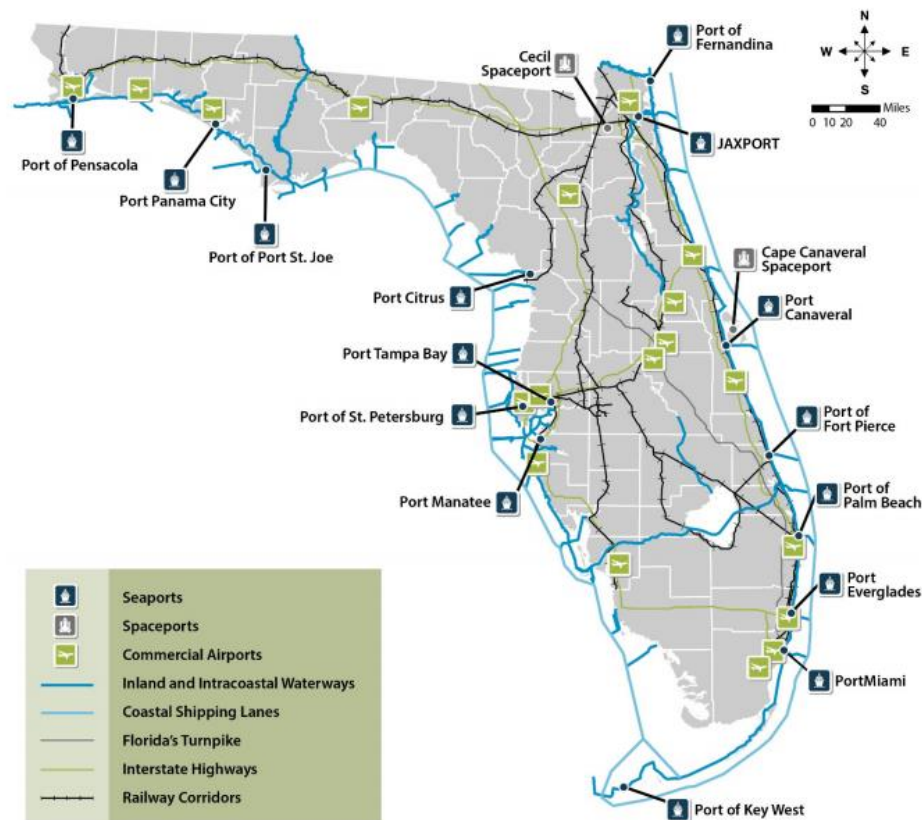 N
W E
S
Miles
0 10 20 40
Port of
Fernandina
Cecil
Spaceport
JAXPORT
Port of Pensacola
Port Panama City
Port of Port St. Joe
Cape Canaveral
Spaceport
Port Citrus
Port
Canaveral
Port Tampa Bay
Port of St. Petersburg
Port of
Fort Pierce
Port Manatee
Port of
Palm Beach
Port
Everglades
PortMiami
Port of Key West
Seaports
Spaceports
Commercial Airports
Inland and Intracoastal Waterways
Coastal Shipping Lanes
Florida's Turnpike
Interstate Highways
Railway Corridors